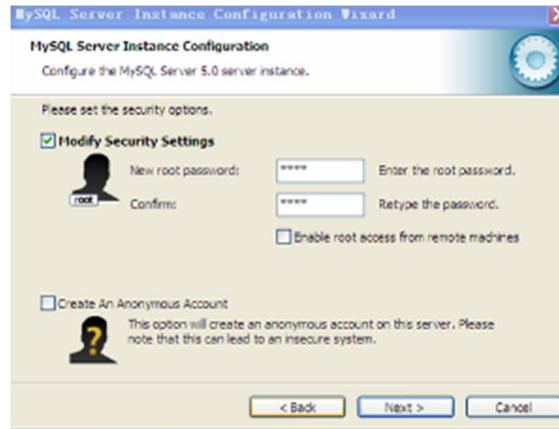 MySQL Server Instance Configuration Wizard
MySQL Server Instance Configuration
Configure the MySQL Server 5.0 server instance.
Please set the security options.
Modify Security Settings
New root password: **** Enter the root password.
root
Confirm: **** Retype the password.
Enable root access from remote machines
Create An Anonymous Account
This option will create an anonymous account on this server. Please
note that this can lead to an insecure system.
< Back Next > Cancel